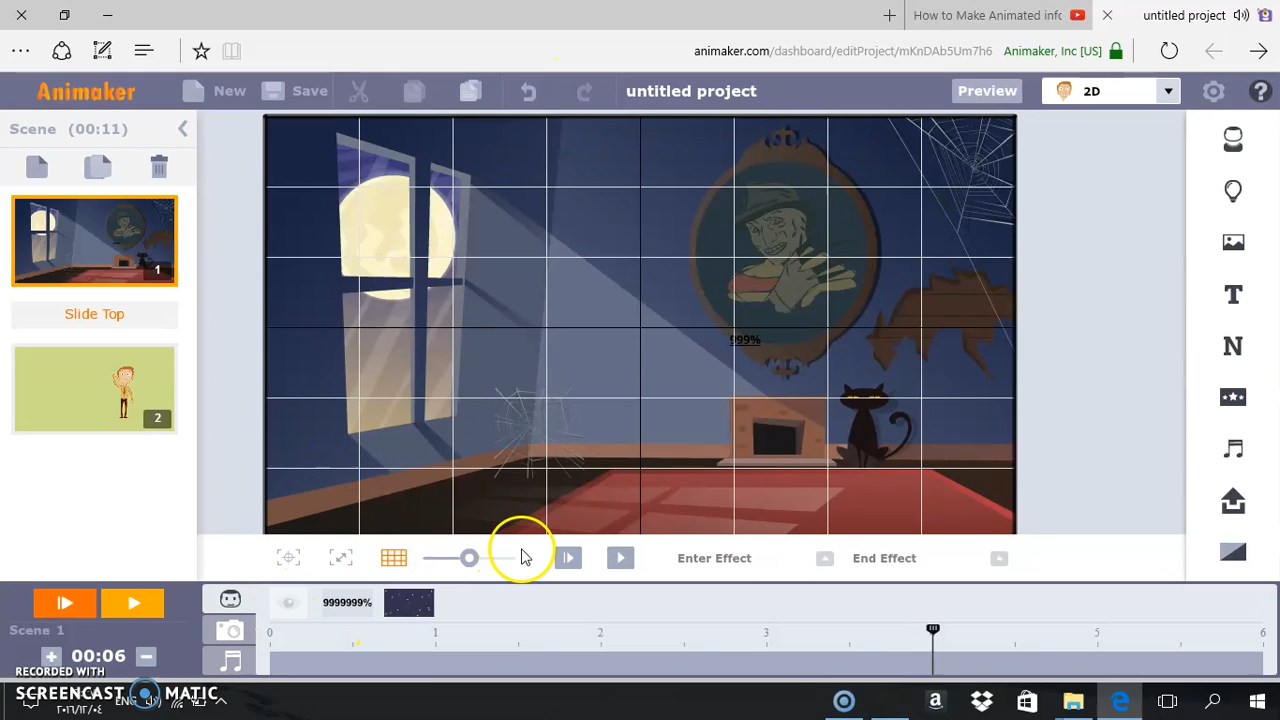 How to Make Animated info
untitled project
animaker.com/dashboard/editProject/mKnDAb5Um7h6 Animaker, Inc [US]
Animaker
New
Save
untitled project
Preview
2D
Scene (00:11)
1
Slide Top
2
999%
Enter Effect
End Effect
9999999%
Scene 1
0 1 2 3 5 6
00:06
RECORDED WITH
SCREENCAST MATIC
ENG